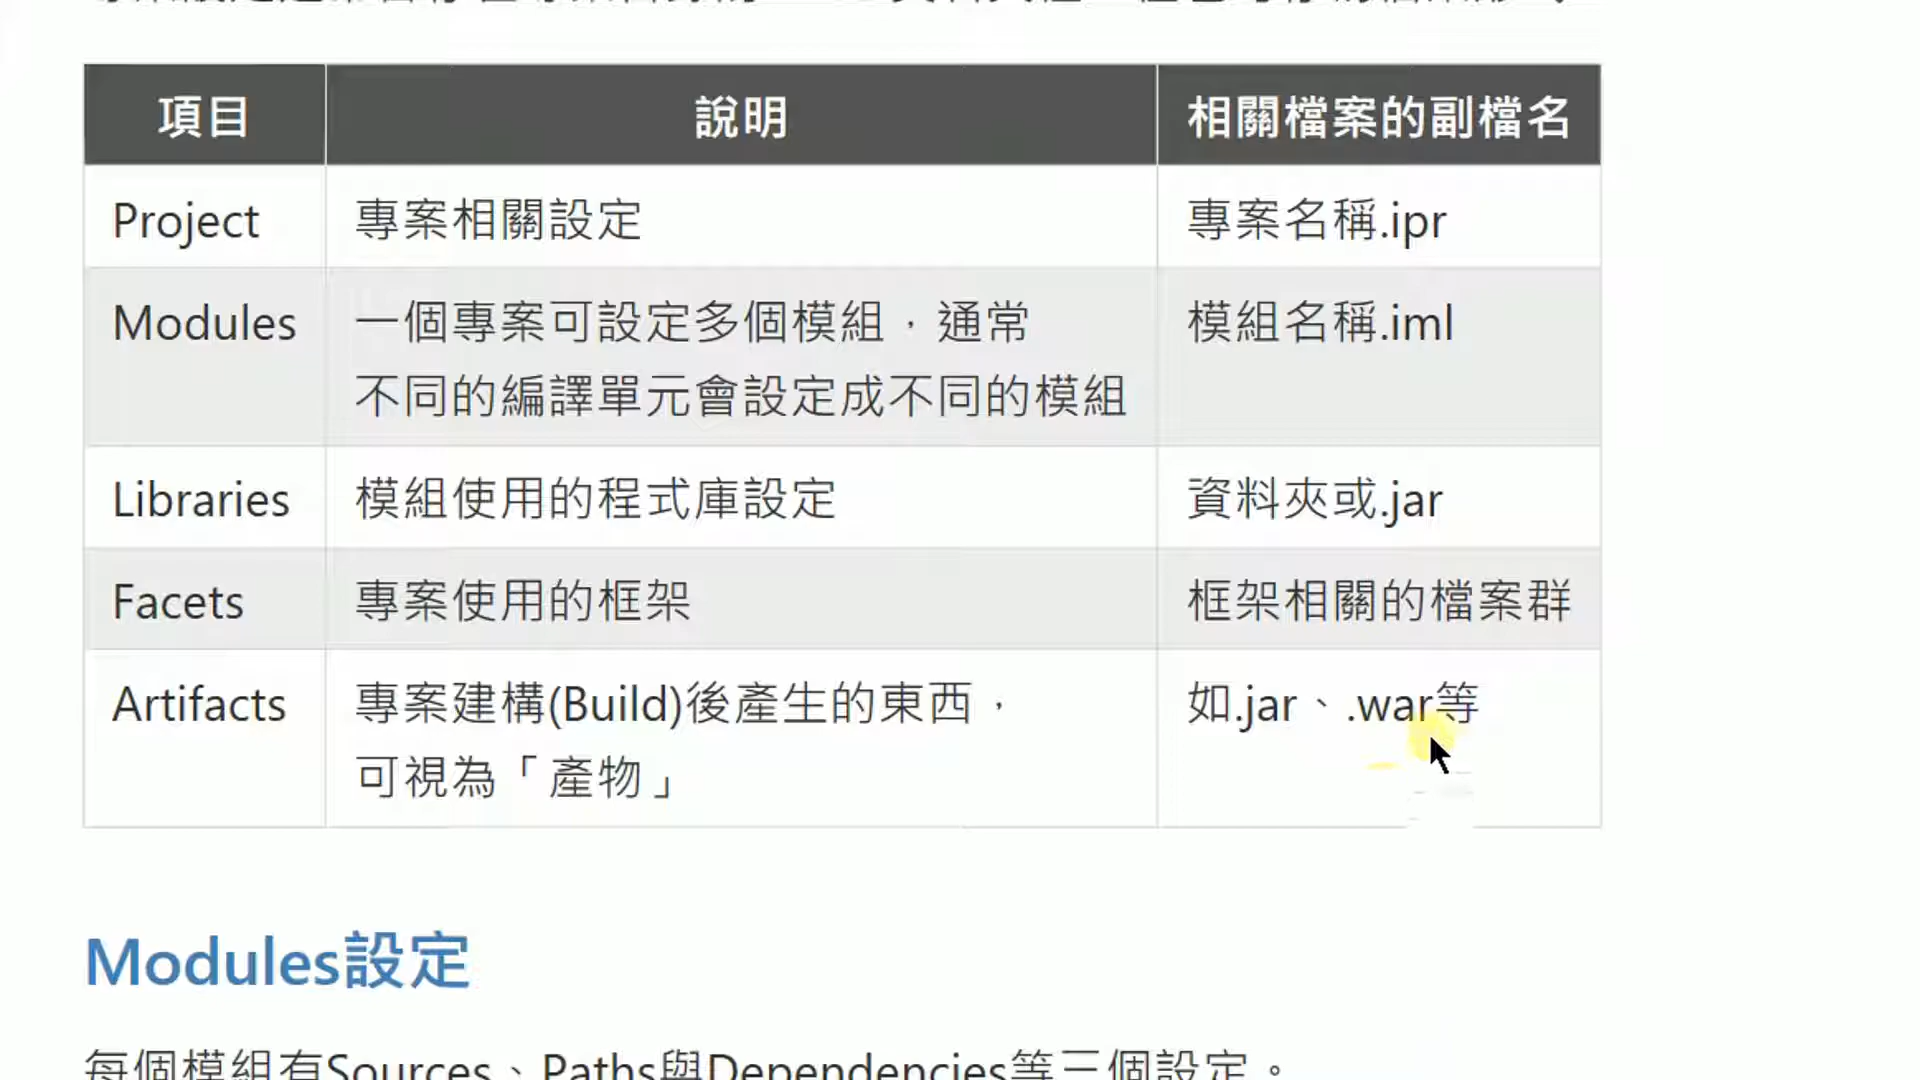 項目
說明
相關檔案的副檔名
Project
專案相關設定
專案名稱.ipr
Modules
一個專案可設定多個模組，通常
不同的編譯單元會設定成不同的模組
模組名稱.iml
Libraries
模組使用的程式庫設定
資料夾或.jar
Facets
專案使用的框架
框架相關的檔案群
Artifacts
專案建構(Build)後產生的東西，
可視為「產物」
如.jar、.war等
Modules設定
每個模組有Sources、Paths與Dependencies等三個設定。